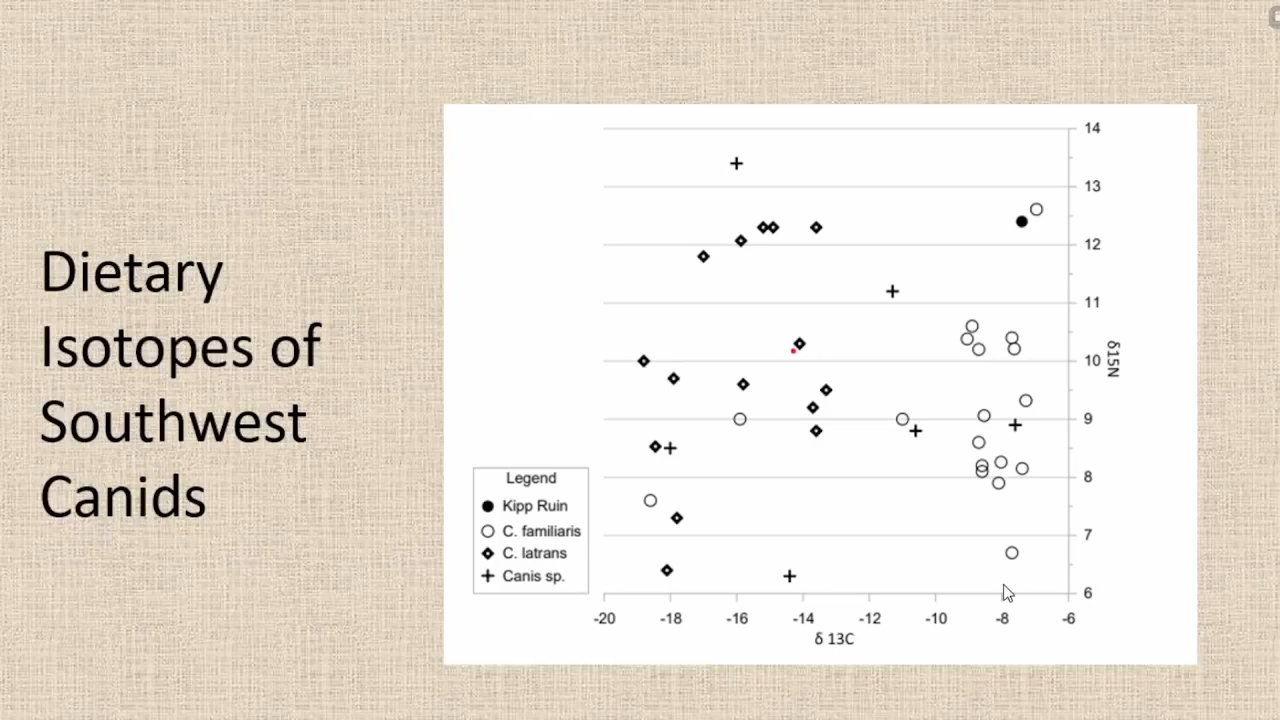 Dietary
Isotopes of
Southwest
Canids
14
13
12
11
10
9
8
7
6
δ15N
Legend
Kipp Ruin
C. familiaris
C. latrans
Canis sp.
-20 -18 -16 -14 -12 -10 -8 -6
δ 13C